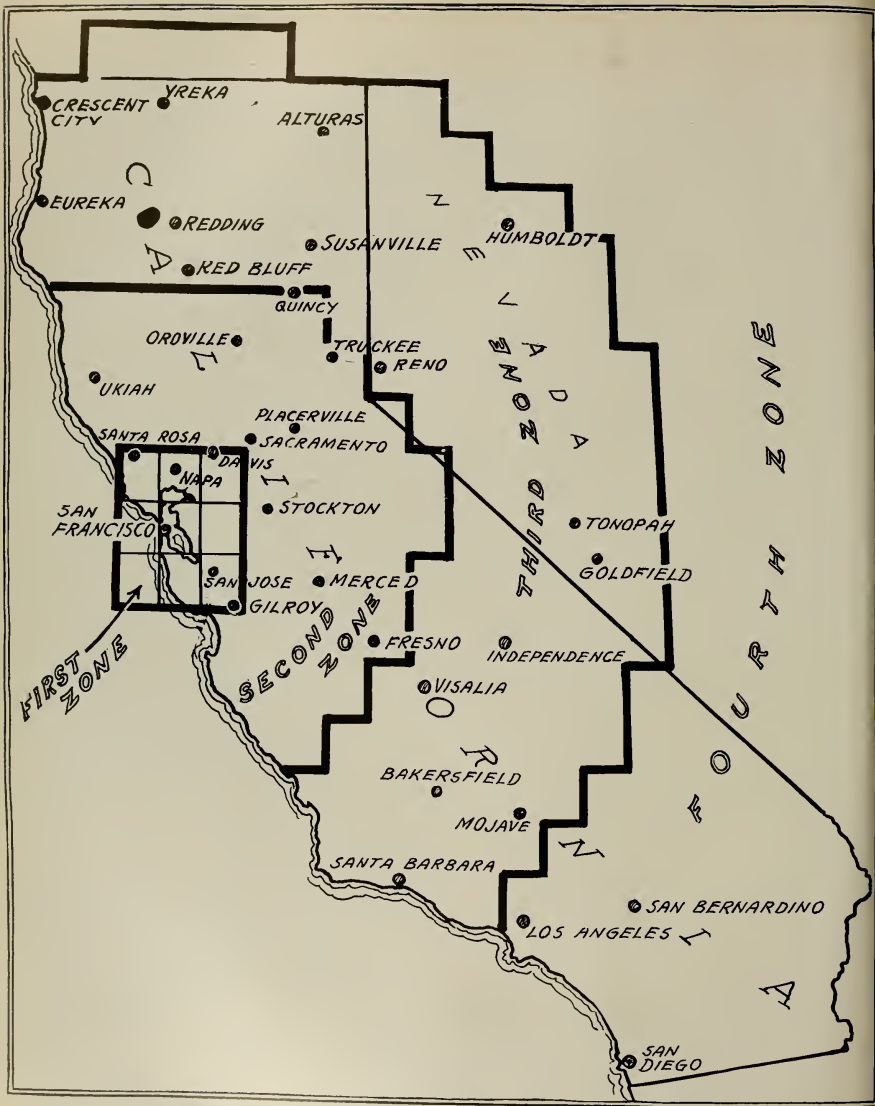 YREKA
CRESCENT
CITY
ALTURAS
EUREKA
REDDING
SUSANVILLE
HUMBOLDT
RED BLUFF
QUINCY
OROVILLE
TRUCKEE
RENO
UKIAH
PLACERVILLE
SANTA ROSA
SACRAMENTO
DAVIS
NAPA
STOCKTON
SAN
FRANCISCO
TONOPAH
GOLDFIELD
SAN JOSE
MERCED
GILROY
FRESNO
INDEPENDENCE
VISALIA
BAKERSFIELD
MOJAVE
SANTA BARBARA
SAN BERNARDINO
LOS ANGELES
SAN
DIEGO
FIRST
ZONE
SECOND
ZONE
THIRD ZONE
FOURTH ZONE
NEVADA
CALIFORNIA